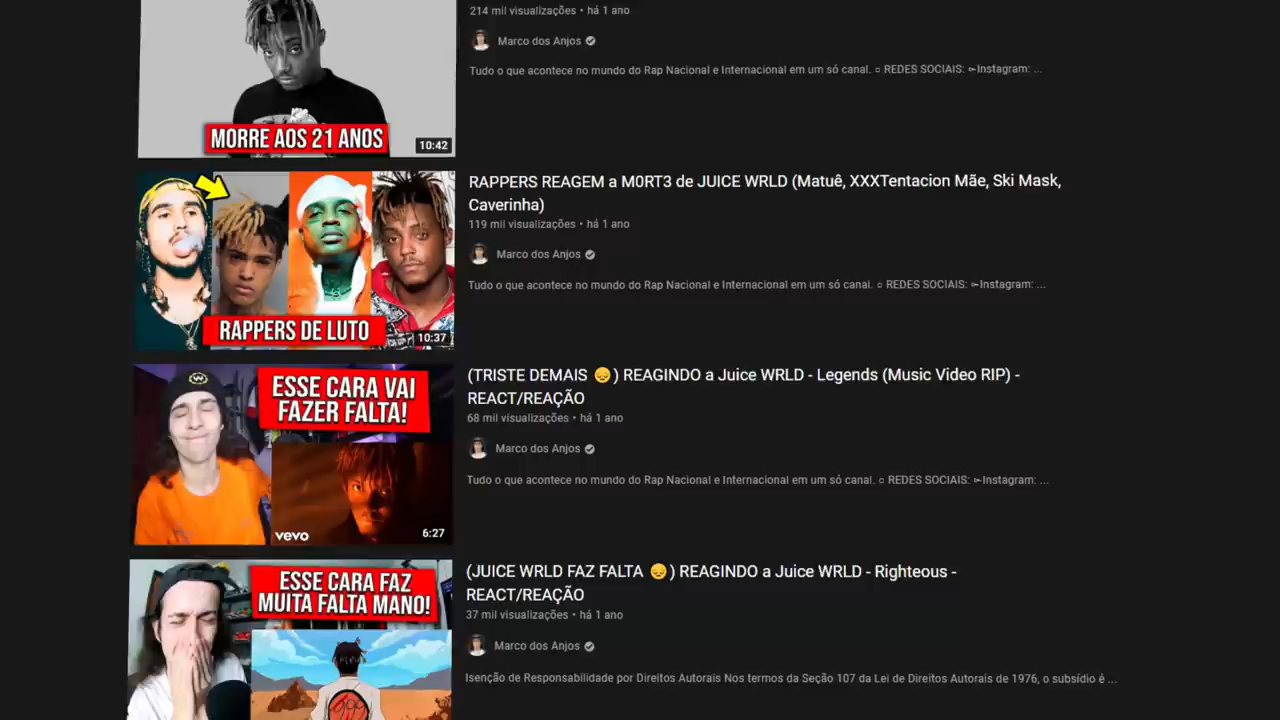 214 mil visualizações • há 1 ano
Marco dos Anjos
Tudo o que acontece no mundo do Rap Nacional e Internacional em um só canal. ○ REDES SOCIAIS: ➳Instagram: ...
MORRE AOS 21 ANOS
10:42
RAPPERS REAGEM a M0RT3 de JUICE WRLD (Matuê, XXXTentacion Mãe, Ski Mask,
Caverinha)
119 mil visualizações • há 1 ano
Marco dos Anjos
Tudo o que acontece no mundo do Rap Nacional e Internacional em um só canal. ○ REDES SOCIAIS: ➳Instagram: ...
RAPPERS DE LUTO
10:37
ESSE CARA VAI
FAZER FALTA!
vevo
6:27
(TRISTE DEMAIS 😔) REAGINDO a Juice WRLD - Legends (Music Video RIP) -
REACT/REAÇÃO
68 mil visualizações • há 1 ano
Marco dos Anjos
Tudo o que acontece no mundo do Rap Nacional e Internacional em um só canal. ○ REDES SOCIAIS: ➳Instagram: ...
ESSE CARA FAZ
MUITA FALTA MANO!
999
(JUICE WRLD FAZ FALTA 😔) REAGINDO a Juice WRLD - Righteous -
REACT/REAÇÃO
37 mil visualizações • há 1 ano
Marco dos Anjos
Isenção de Responsabilidade por Direitos Autorais Nos termos da Seção 107 da Lei de Direitos Autorais de 1976, o subsídio é ...